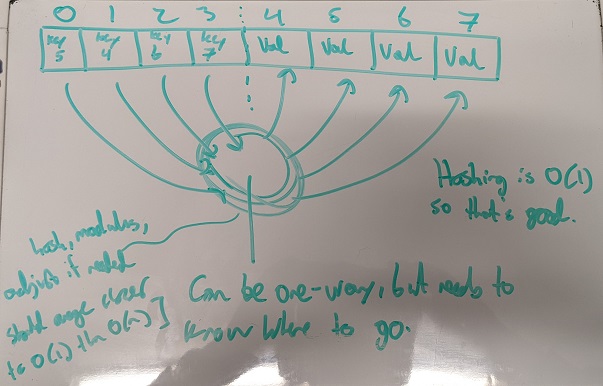 0 1 2 3 4 5 6 7
key 5 key 4 key 6 key 7 Val Val Val Val
Hashing is O(1)
so that's good.
hash, modulus,
adjust if needed
should average closer
to O(1) than O(n)]
Can be one-way, but needs to
know where to go.